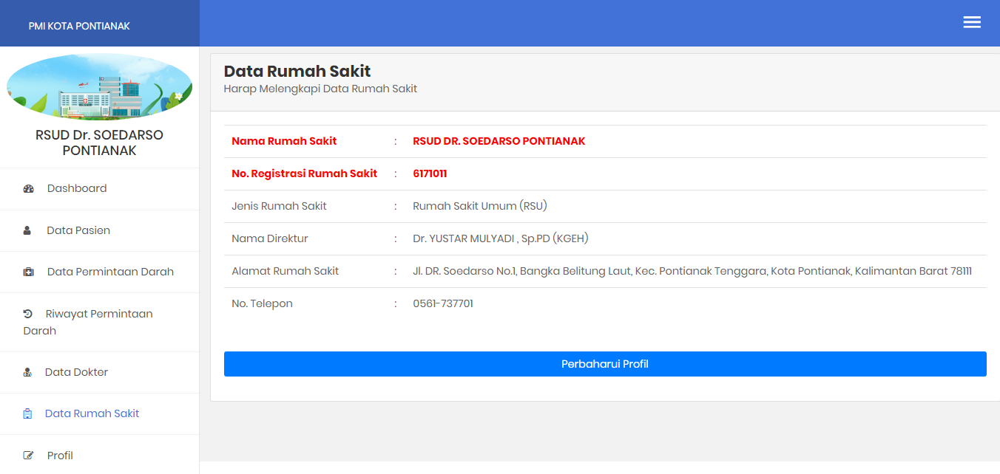 PMI KOTA PONTIANAK
RSUD Dr. SOEDARSO
PONTIANAK
Dashboard
Data Pasien
Data Permintaan Darah
Riwayat Permintaan
Darah
Data Dokter
Data Rumah Sakit
Profil
Data Rumah Sakit
Harap Melengkapi Data Rumah Sakit
Nama Rumah Sakit : RSUD DR. SOEDARSO PONTIANAK
No. Registrasi Rumah Sakit : 6171011
Jenis Rumah Sakit : Rumah Sakit Umum (RSU)
Nama Direktur : Dr. YUSTAR MULYADI , Sp.PD (KGEH)
Alamat Rumah Sakit : Jl. DR. Soedarso No.1, Bangka Belitung Laut, Kec. Pontianak Tenggara, Kota Pontianak, Kalimantan Barat 78111
No. Telepon : 0561-737701
Perbaharui Profil